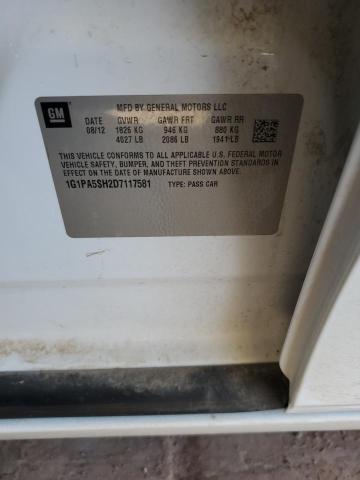 GM
MFD BY GENERAL MOTORS LLC
DATE GVWR GAWR FRT GAWR RR
08/12 1826 KG 946 KG 880 KG
4027 LB 2086 LB 1941 LB
THIS VEHICLE CONFORMS TO ALL APPLICABLE U.S. FEDERAL MOTOR
VEHICLE SAFETY, BUMPER, AND THEFT PREVENTION STANDARDS
IN EFFECT ON THE DATE OF MANUFACTURE SHOWN ABOVE.
1G1PA5SH2D7117581 TYPE: PASS CAR